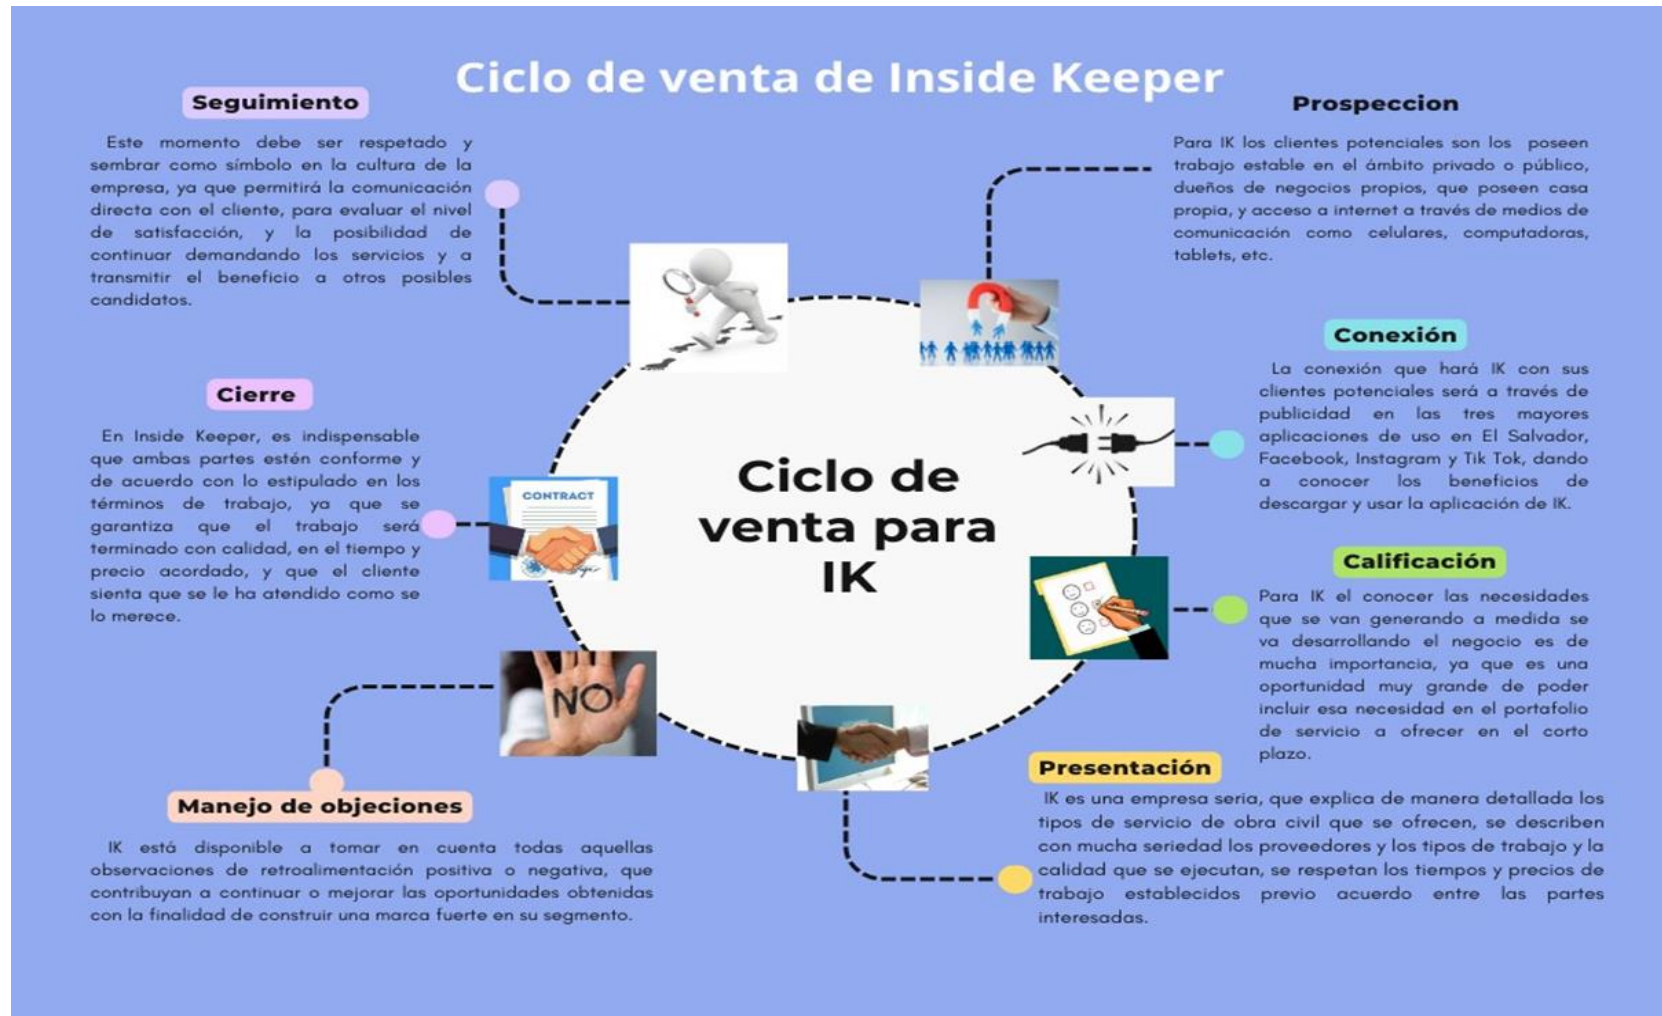 Ciclo de venta de Inside Keeper
Prospeccion
Para IK los clientes potenciales son los poseen
trabajo estable en el ámbito privado o público,
dueños de negocios propios, que poseen casa
propia, y acceso a internet a través de medios de
comunicación como celulares, computadoras,
tablets, etc.
Conexión
La conexión que hará IK con sus
clientes potenciales será a través de
publicidad en las tres mayores
aplicaciones de uso en El Salvador,
Facebook, Instagram y Tik Tok, dando
a conocer los beneficios de
descargar y usar la aplicación de IK.
Calificación
Para IK el conocer las necesidades
que se van generando a medida se
va desarrollando el negocio es de
mucha importancia, ya que es una
oportunidad muy grande de poder
incluir esa necesidad en el portafolio
de servicio a ofrecer en el corto
plazo.
Presentación
IK es una empresa seria, que explica de manera detallada los
tipos de servicio de obra civil que se ofrecen, se describen
con mucha seriedad los proveedores y los tipos de trabajo y la
calidad que se ejecutan, se respetan los tiempos y precios de
trabajo establecidos previo acuerdo entre las partes
interesadas.
Manejo de objeciones
IK está disponible a tomar en cuenta todas aquellas
observaciones de retroalimentación positiva o negativa, que
contribuyan a continuar o mejorar las oportunidades obtenidas
con la finalidad de construir una marca fuerte en su segmento.
Cierre
En Inside Keeper, es indispensable
que ambas partes estén conforme y
de acuerdo con lo estipulado en los
términos de trabajo, ya que se
garantiza que el trabajo será
terminado con calidad, en el tiempo y
precio acordado, y que el cliente
sienta que se le ha atendido como se
lo merece.
Seguimiento
Este momento debe ser respetado y
sembrar como símbolo en la cultura de la
empresa, ya que permitirá la comunicación
directa con el cliente, para evaluar el nivel
de satisfacción, y la posibilidad de
continuar demandando los servicios y a
transmitir el beneficio a otros posibles
candidatos.
Ciclo de
venta para
IK
CONTRACT
NO